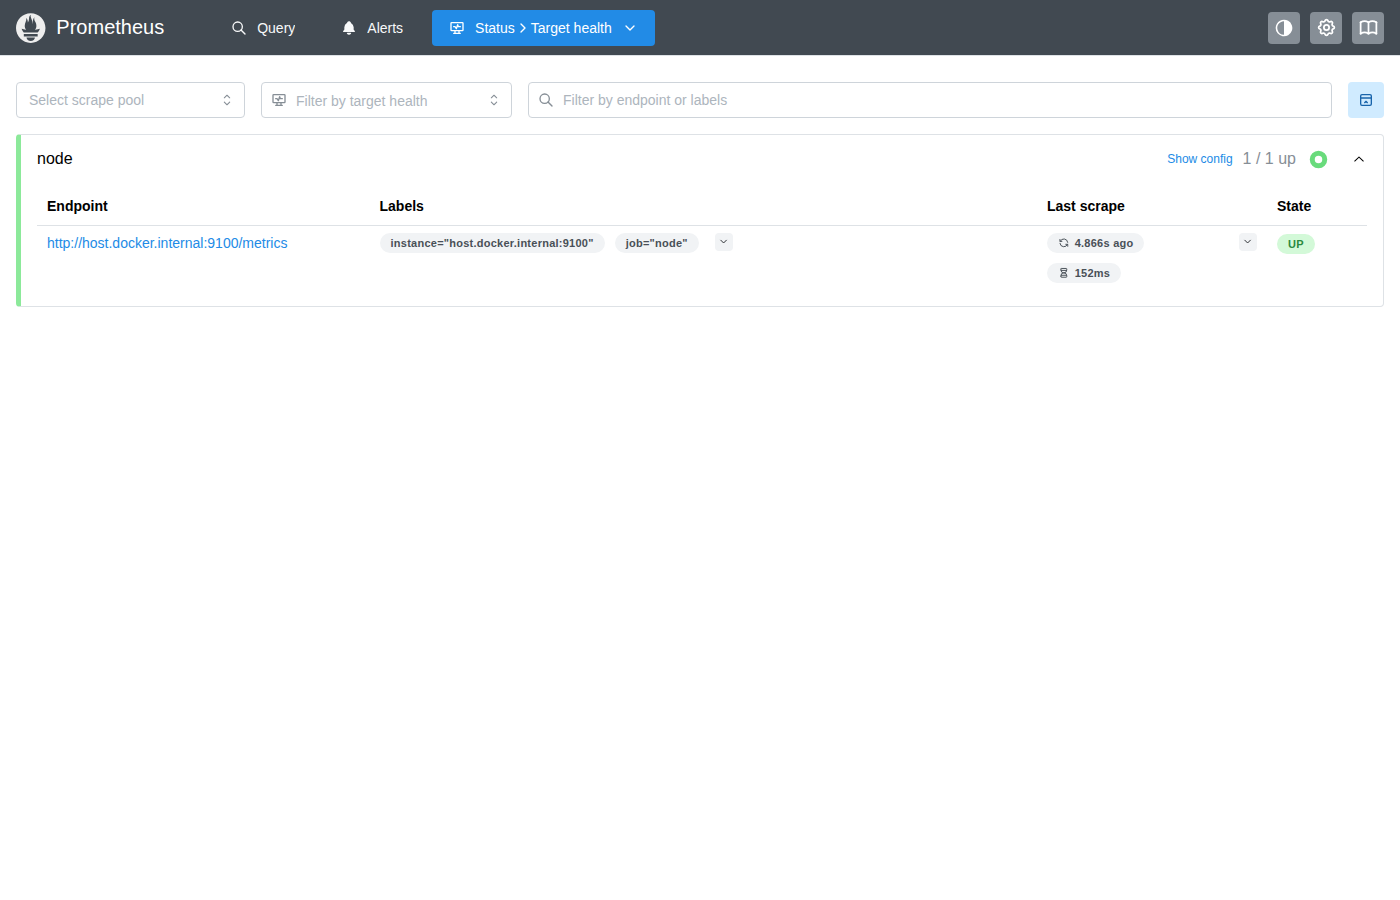 Prometheus
Query
Alerts
Status > Target health
Select scrape pool
Filter by target health
Filter by endpoint or labels
node
Show config 1 / 1 up
Endpoint Labels Last scrape State
http://host.docker.internal:9100/metrics instance="host.docker.internal:9100" job="node" 4.866s ago UP
152ms